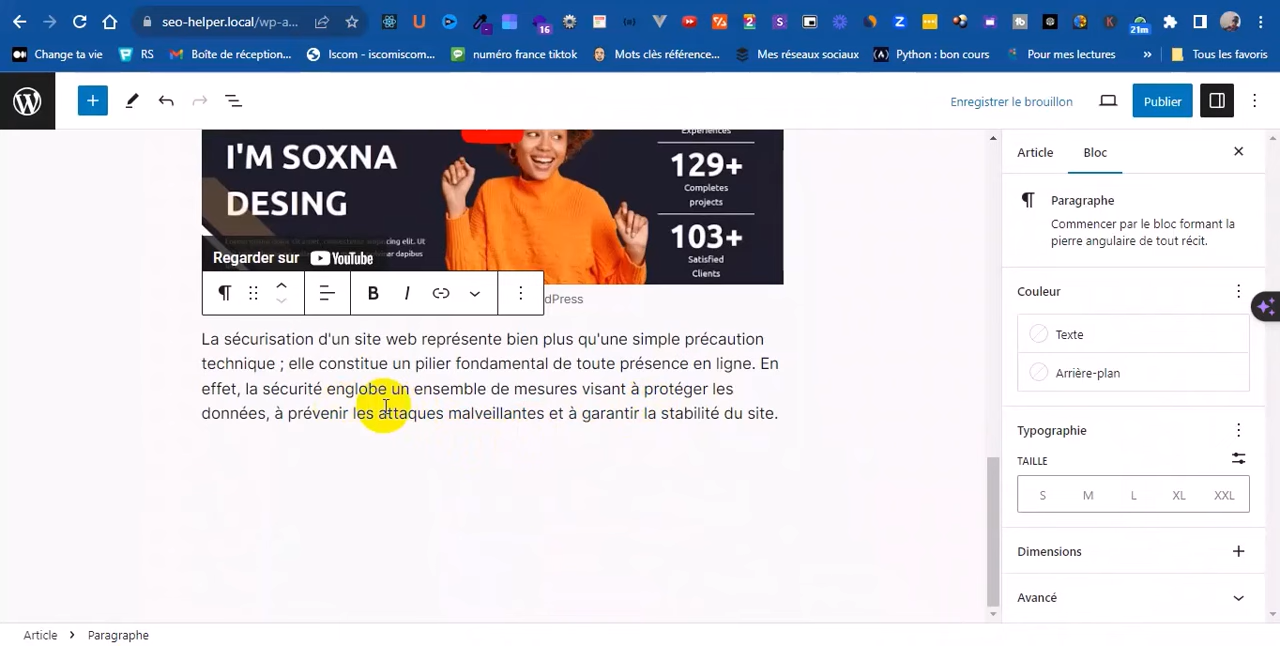 seo-helper.local/wp-a...
16
2
21m
Change ta vie
RS
Boîte de réception...
Iscom — iscomiscom...
numéro france tiktok
Mots clès référence...
Mes réseaux sociaux
Python : bon cours
Pour mes lectures
»
Tous les favoris
Enregistrer le brouillon
Publier
Experiences
I'M SOXNA
DESING
129+
Completes
projects
103+
Satisfied
Clients
Regarder sur YouTube
B I
dPress
La sécurisation d'un site web représente bien plus qu'une simple précaution
technique ; elle constitue un pilier fondamental de toute présence en ligne. En
effet, la sécurité englobe un ensemble de mesures visant à protéger les
données, à prévenir les attaques malveillantes et à garantir la stabilité du site.
Article
Bloc
Paragraphe
Commencer par le bloc formant la
pierre angulaire de tout récit.
Couleur
Texte
Arrière-plan
Typographie
TAILLE
S M L XL XXL
Dimensions
Avancé
Article > Paragraphe